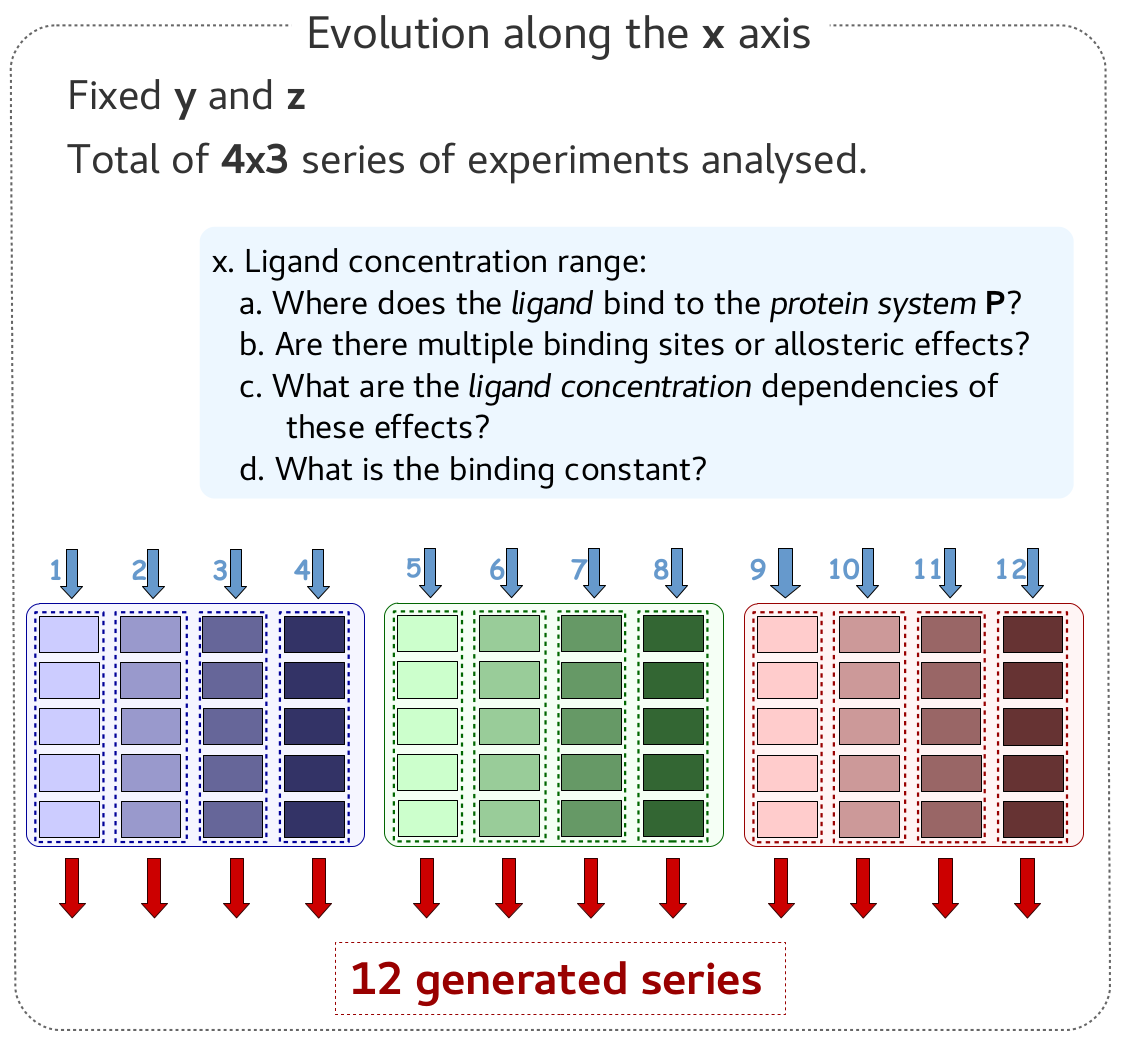 Evolution along the x axis
Fixed y and z
Total of 4x3 series of experiments analysed.
x. Ligand concentration range:
a. Where does the ligand bind to the protein system P?
b. Are there multiple binding sites or allosteric effects?
c. What are the ligand concentration dependencies of
these effects?
d. What is the binding constant?
1 2 3 4 5 6 7 8 9 10 11 12
12 generated series